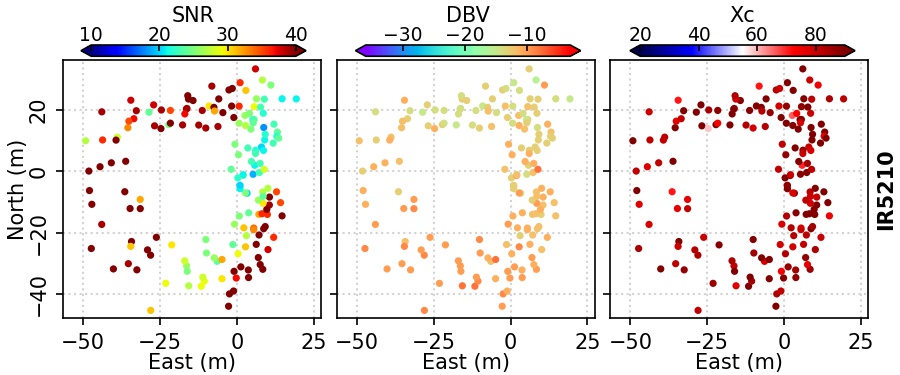 SNR DBV Xc
10 20 30 40 −30 −20 −10 20 40 60 80
20
0
−20
−40
North (m)
IR5210
−50 −25 0 25 −50 −25 0 25 −50 −25 0 25
East (m) East (m) East (m)